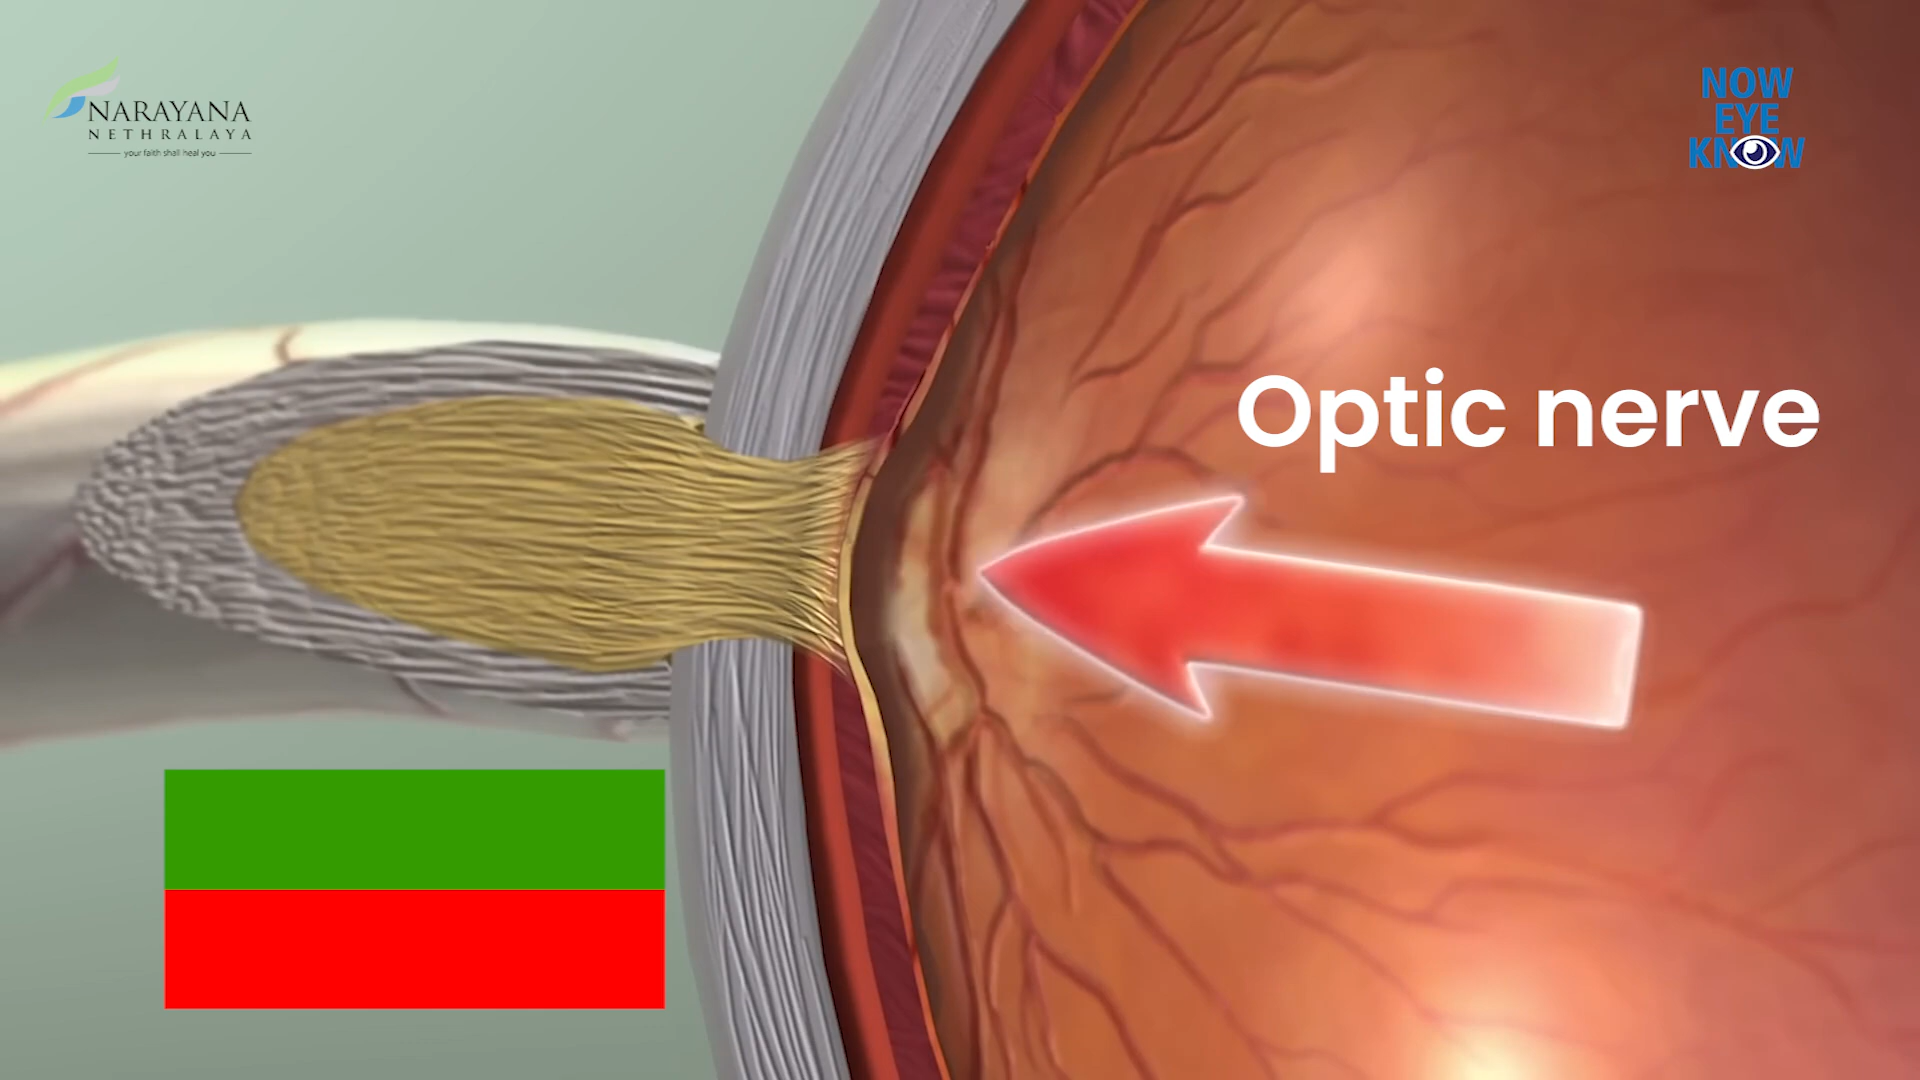 NARAYANA
NETHRALAYA
your faith shall heal you
NOW
EYE
KNOW
Optic nerve